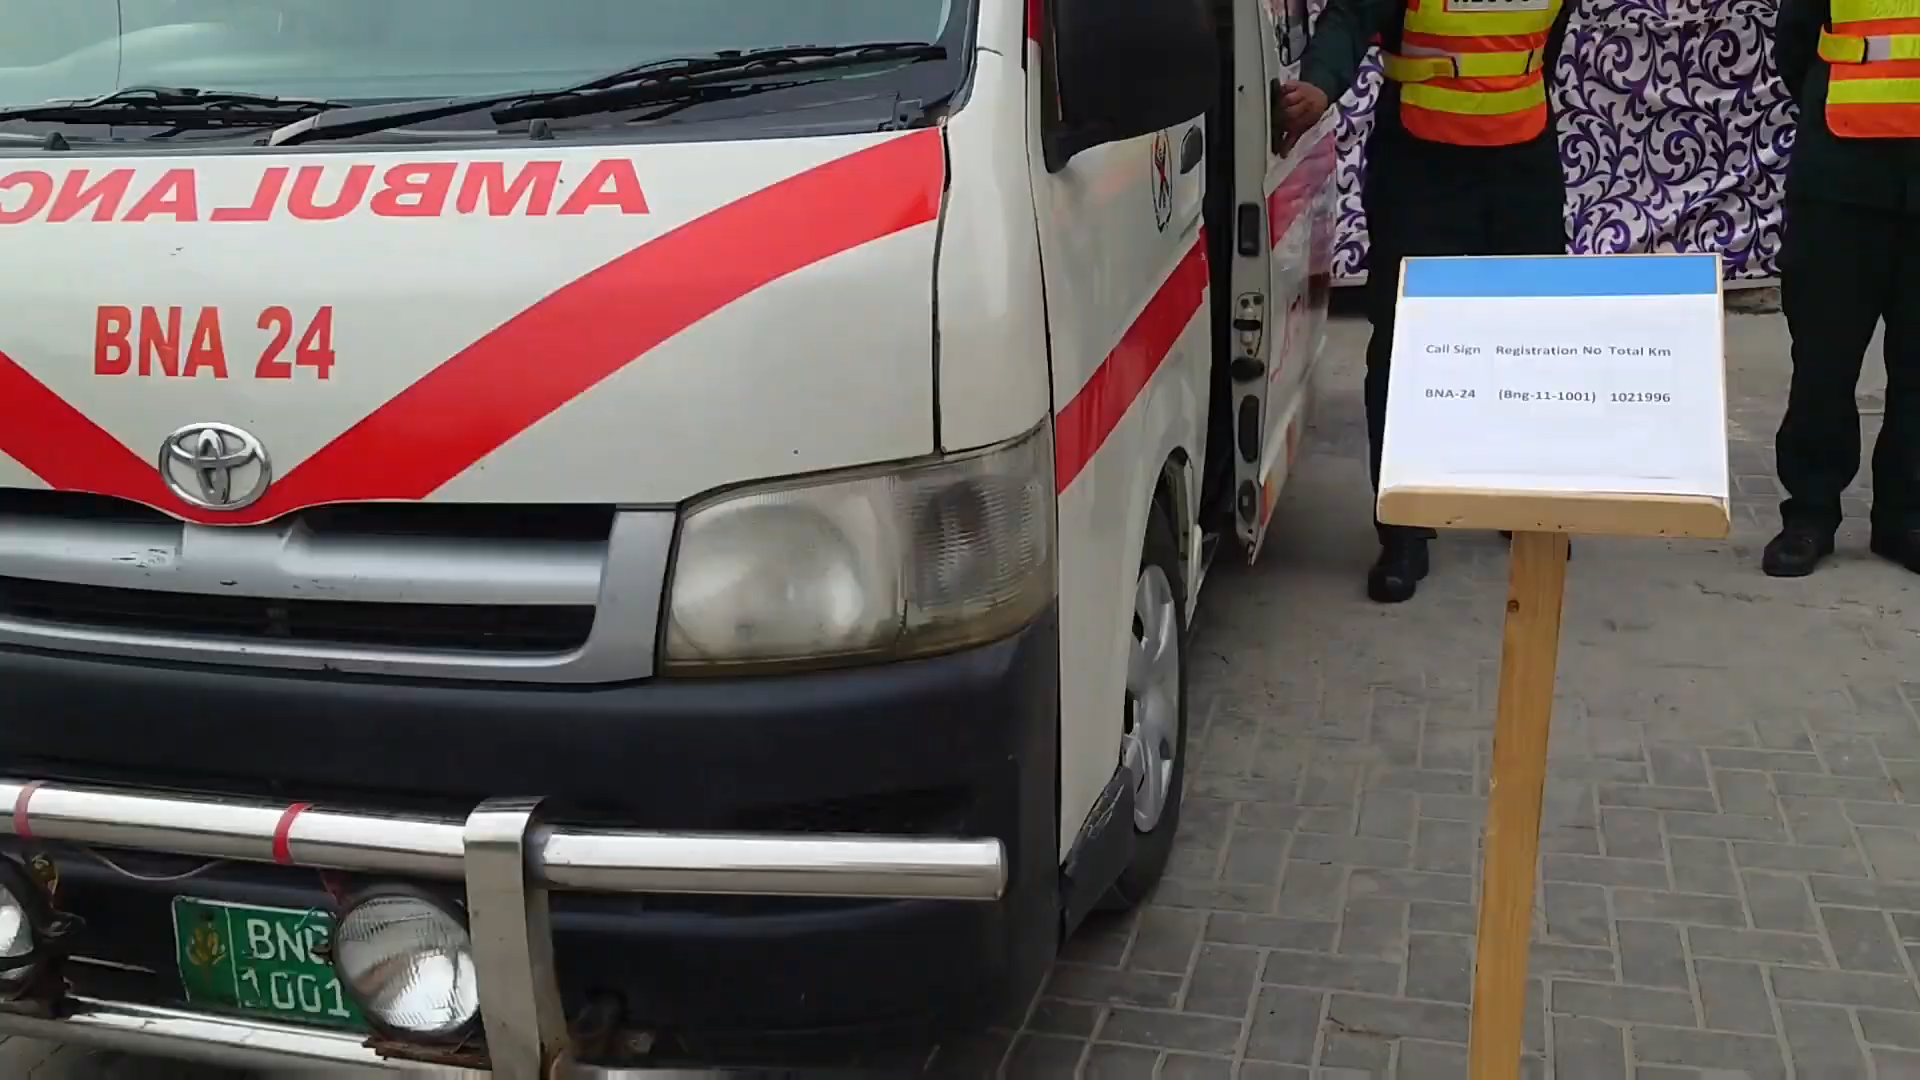 AMBULANC
BNA 24
BNG
1001
Call Sign Registration No Total Km
BNA-24 (Bng-11-1001) 1021996